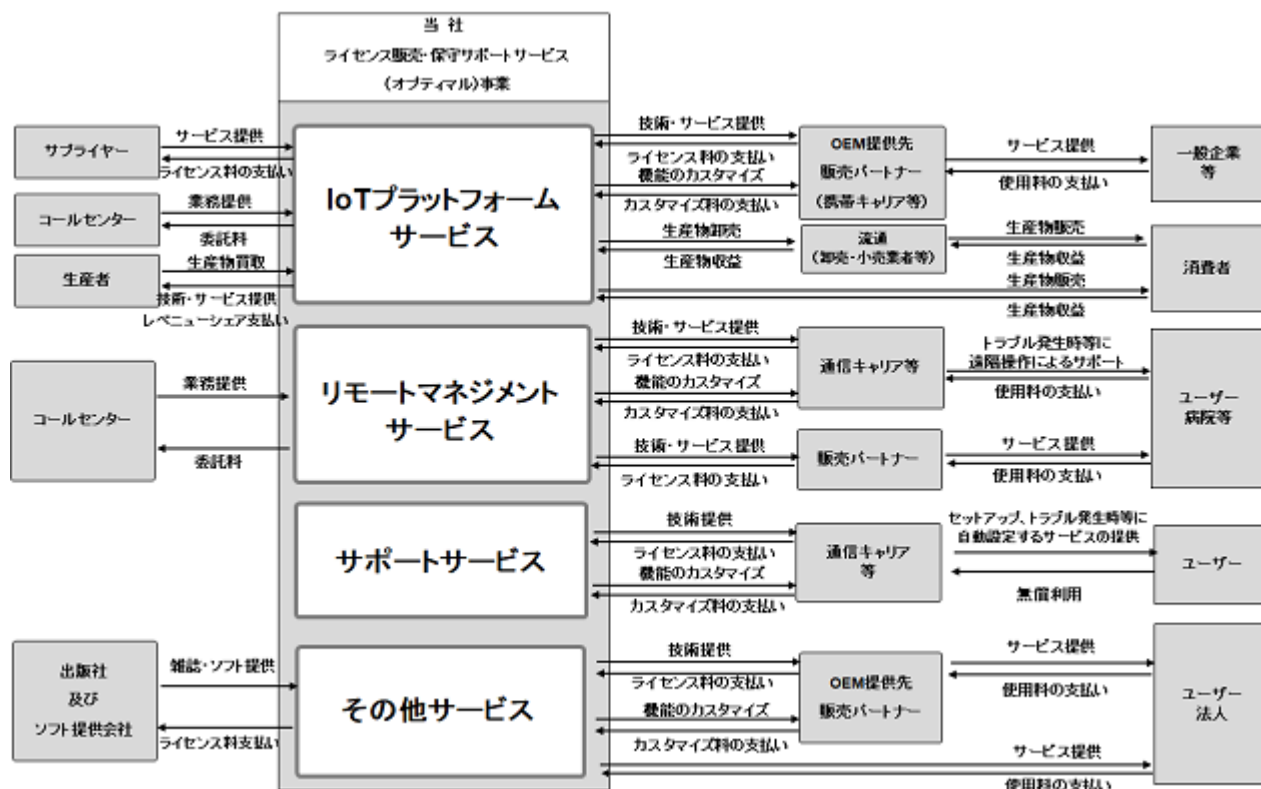 当 社
ライセンス販売・保守サポートサービス
(オプティマル)事業
サプライヤー
サービス提供
ライセンス料の支払い
コールセンター
業務提供
委託料
生産者
生産物買取
技術・サービス提供
レベニューシェア支払い
IoTプラットフォーム
サービス
技術・サービス提供
ライセンス料の支払い
機能のカスタマイズ
カスタマイズ料の支払い
OEM提供先
販売パートナー
(携帯キャリア等)
サービス提供
使用料の支払い
一般企業
等
生産物卸売
生産物収益
流通
(卸売・小売業者等)
生産物販売
生産物収益
生産物販売
生産物収益
消費者
コールセンター
業務提供
委託料
リモートマネジメント
サービス
技術・サービス提供
ライセンス料の支払い
機能のカスタマイズ
カスタマイズ料の支払い
通信キャリア等
トラブル発生時等に
遠隔操作によるサポート
使用料の支払い
技術・サービス提供
ライセンス料の支払い
販売パートナー
サービス提供
使用料の支払い
ユーザー
病院等
サポートサービス
技術提供
ライセンス料の支払い
機能のカスタマイズ
カスタマイズ料の支払い
通信キャリア
等
セットアップ、トラブル発生時等に
自動設定するサービスの提供
無償利用
ユーザー
出版社
及び
ソフト提供会社
雑誌・ソフト提供
ライセンス料支払い
その他サービス
技術提供
ライセンス料の支払い
機能のカスタマイズ
カスタマイズ料の支払い
OEM提供先
販売パートナー
サービス提供
使用料の支払い
サービス提供
使用料の支払い
ユーザー
法人